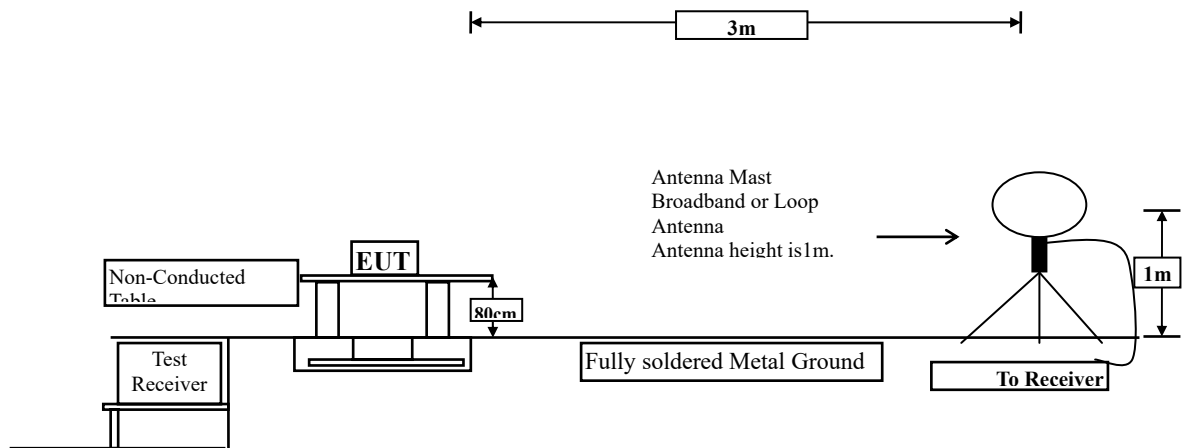 3m
Antenna Mast
Broadband or Loop
Antenna
Antenna height is1m.
EUT
Non-Conducted
Table
80cm
1m
Test
Receiver
Fully soldered Metal Ground
To Receiver